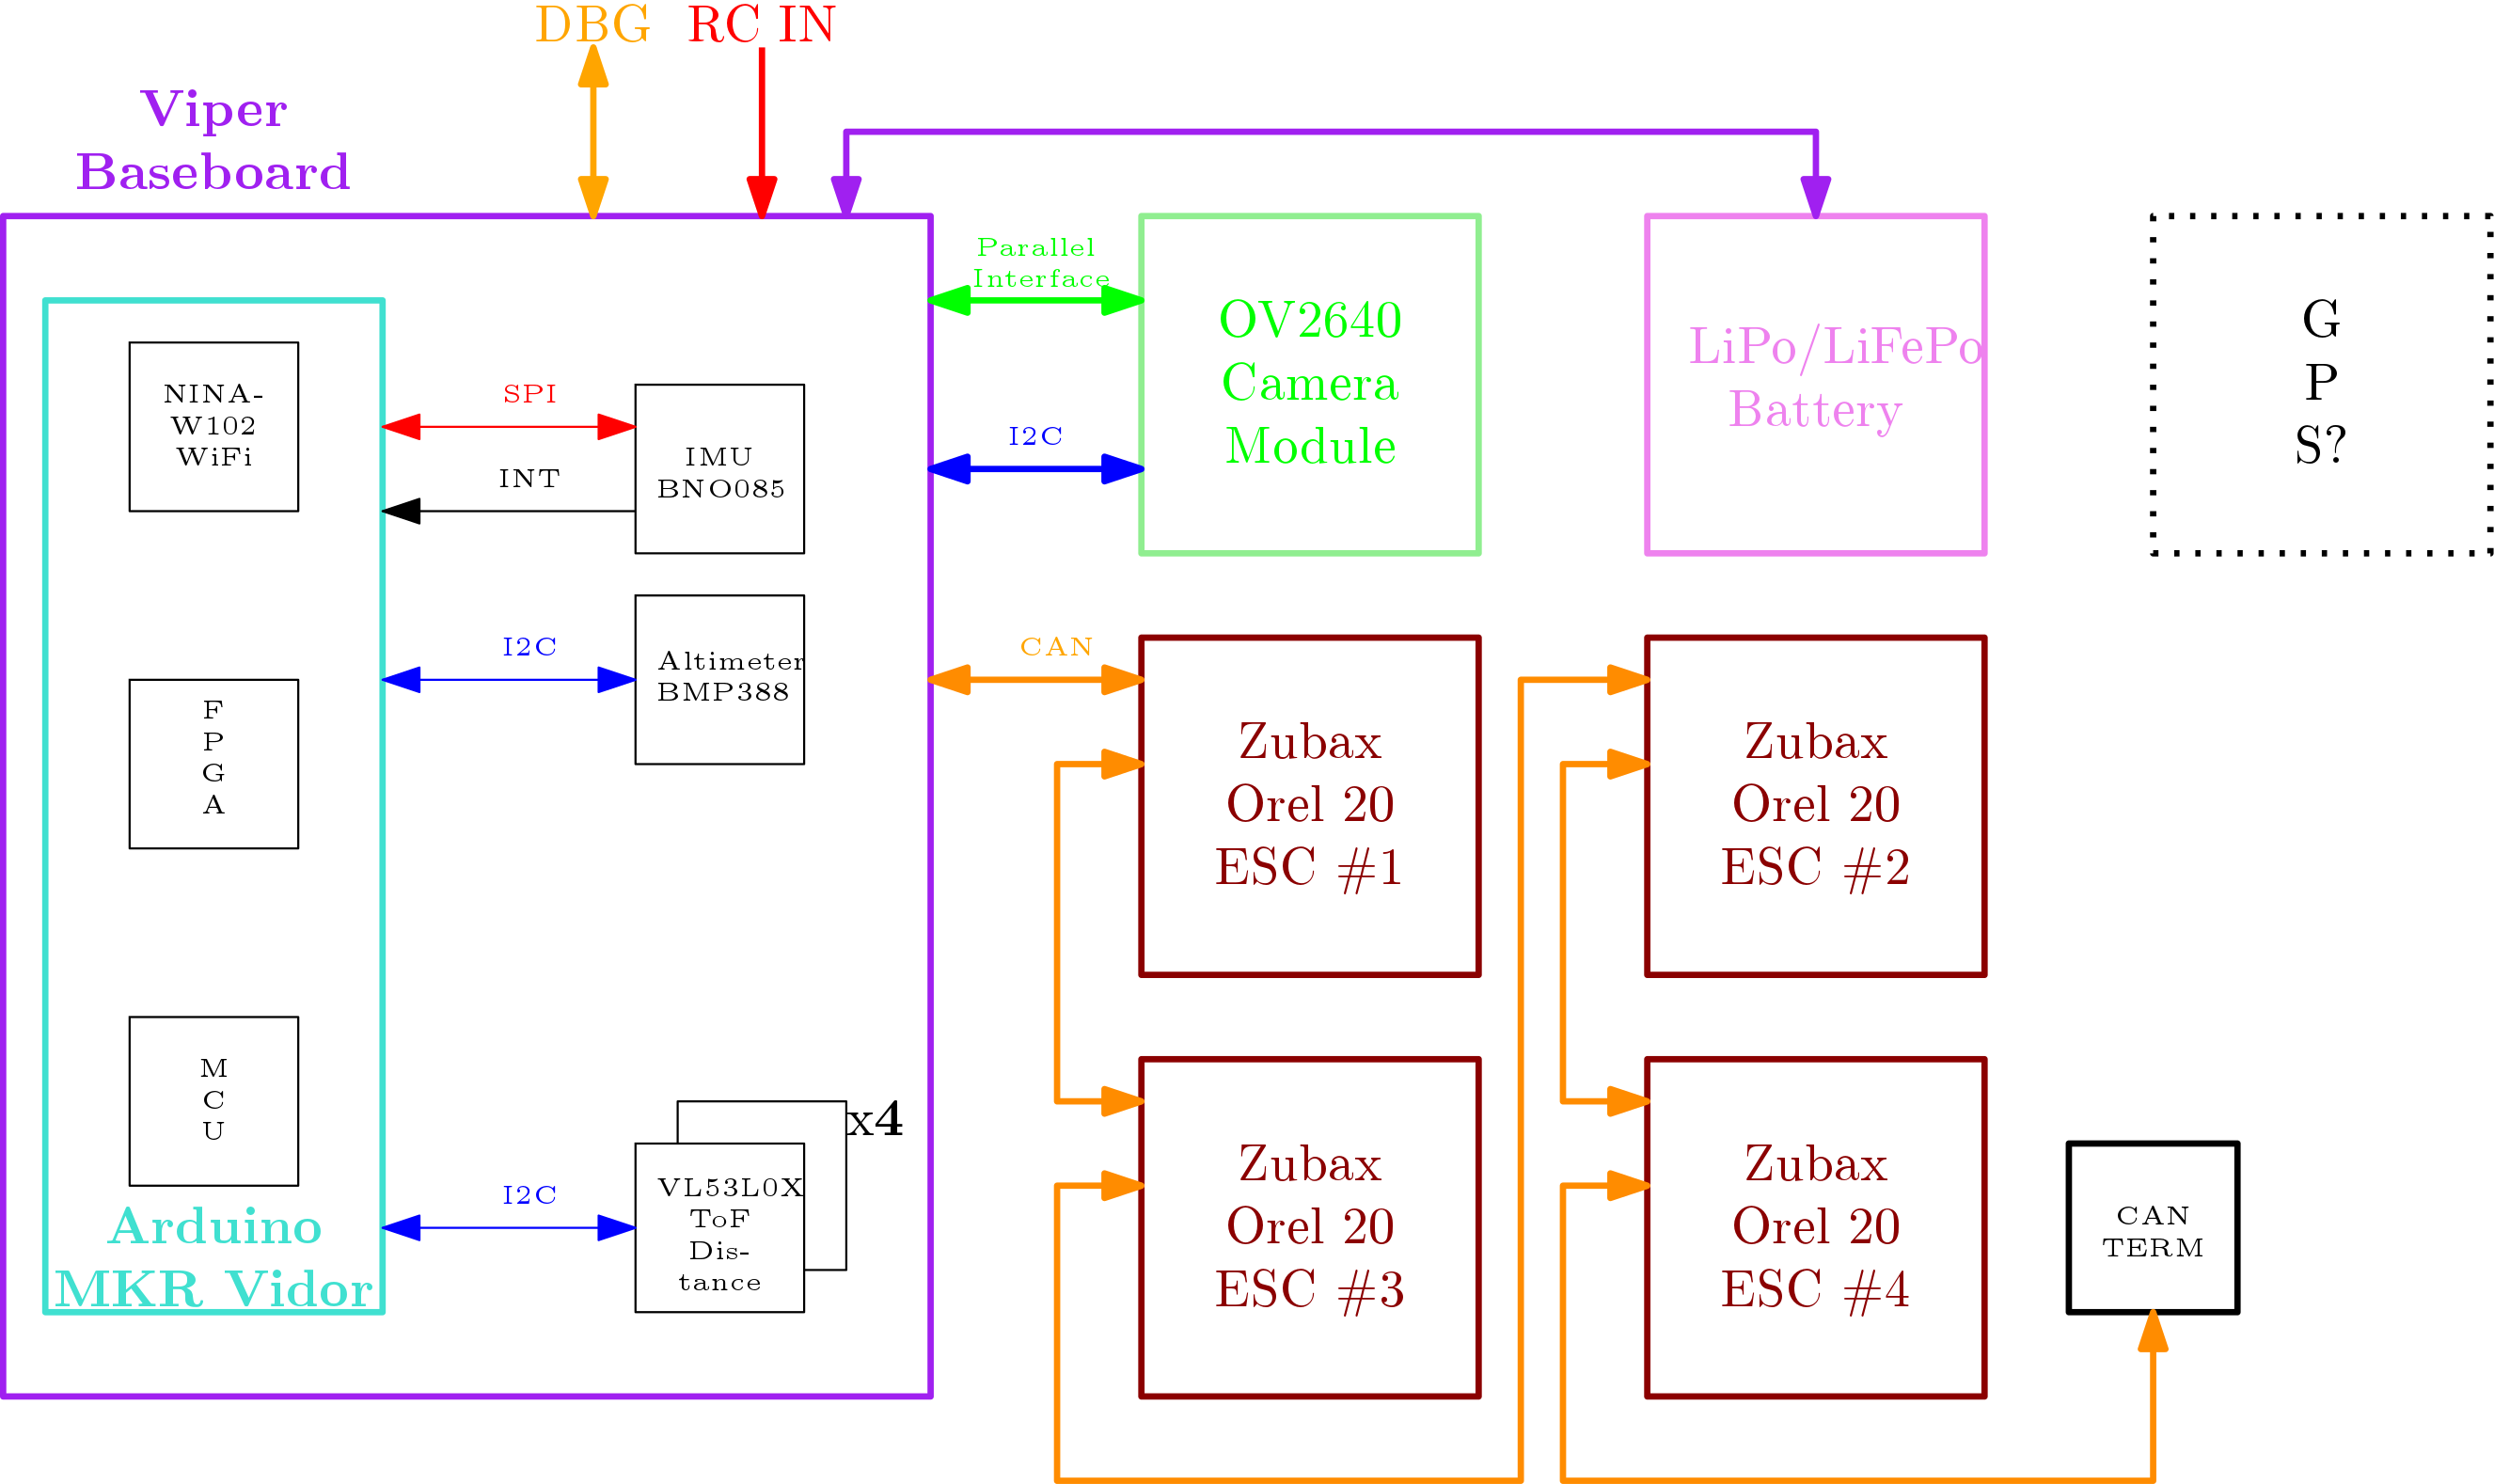 DBG
RC IN
Viper
Baseboard
Parallel
Interface
NINA-
W102
WiFi
SPI
INT
IMU
BNO085
I2C
OV2640
Camera
Module
LiPo/LiFePo
Battery
G
P
S?
F
P
G
A
I2C
Altimeter
BMP388
CAN
Zubax
Orel 20
ESC #1
Zubax
Orel 20
ESC #2
M
C
U
x4
I2C
VL53L0X
ToF
Dis-
tance
Arduino
MKR Vidor
Zubax
Orel 20
ESC #3
Zubax
Orel 20
ESC #4
CAN
TERM